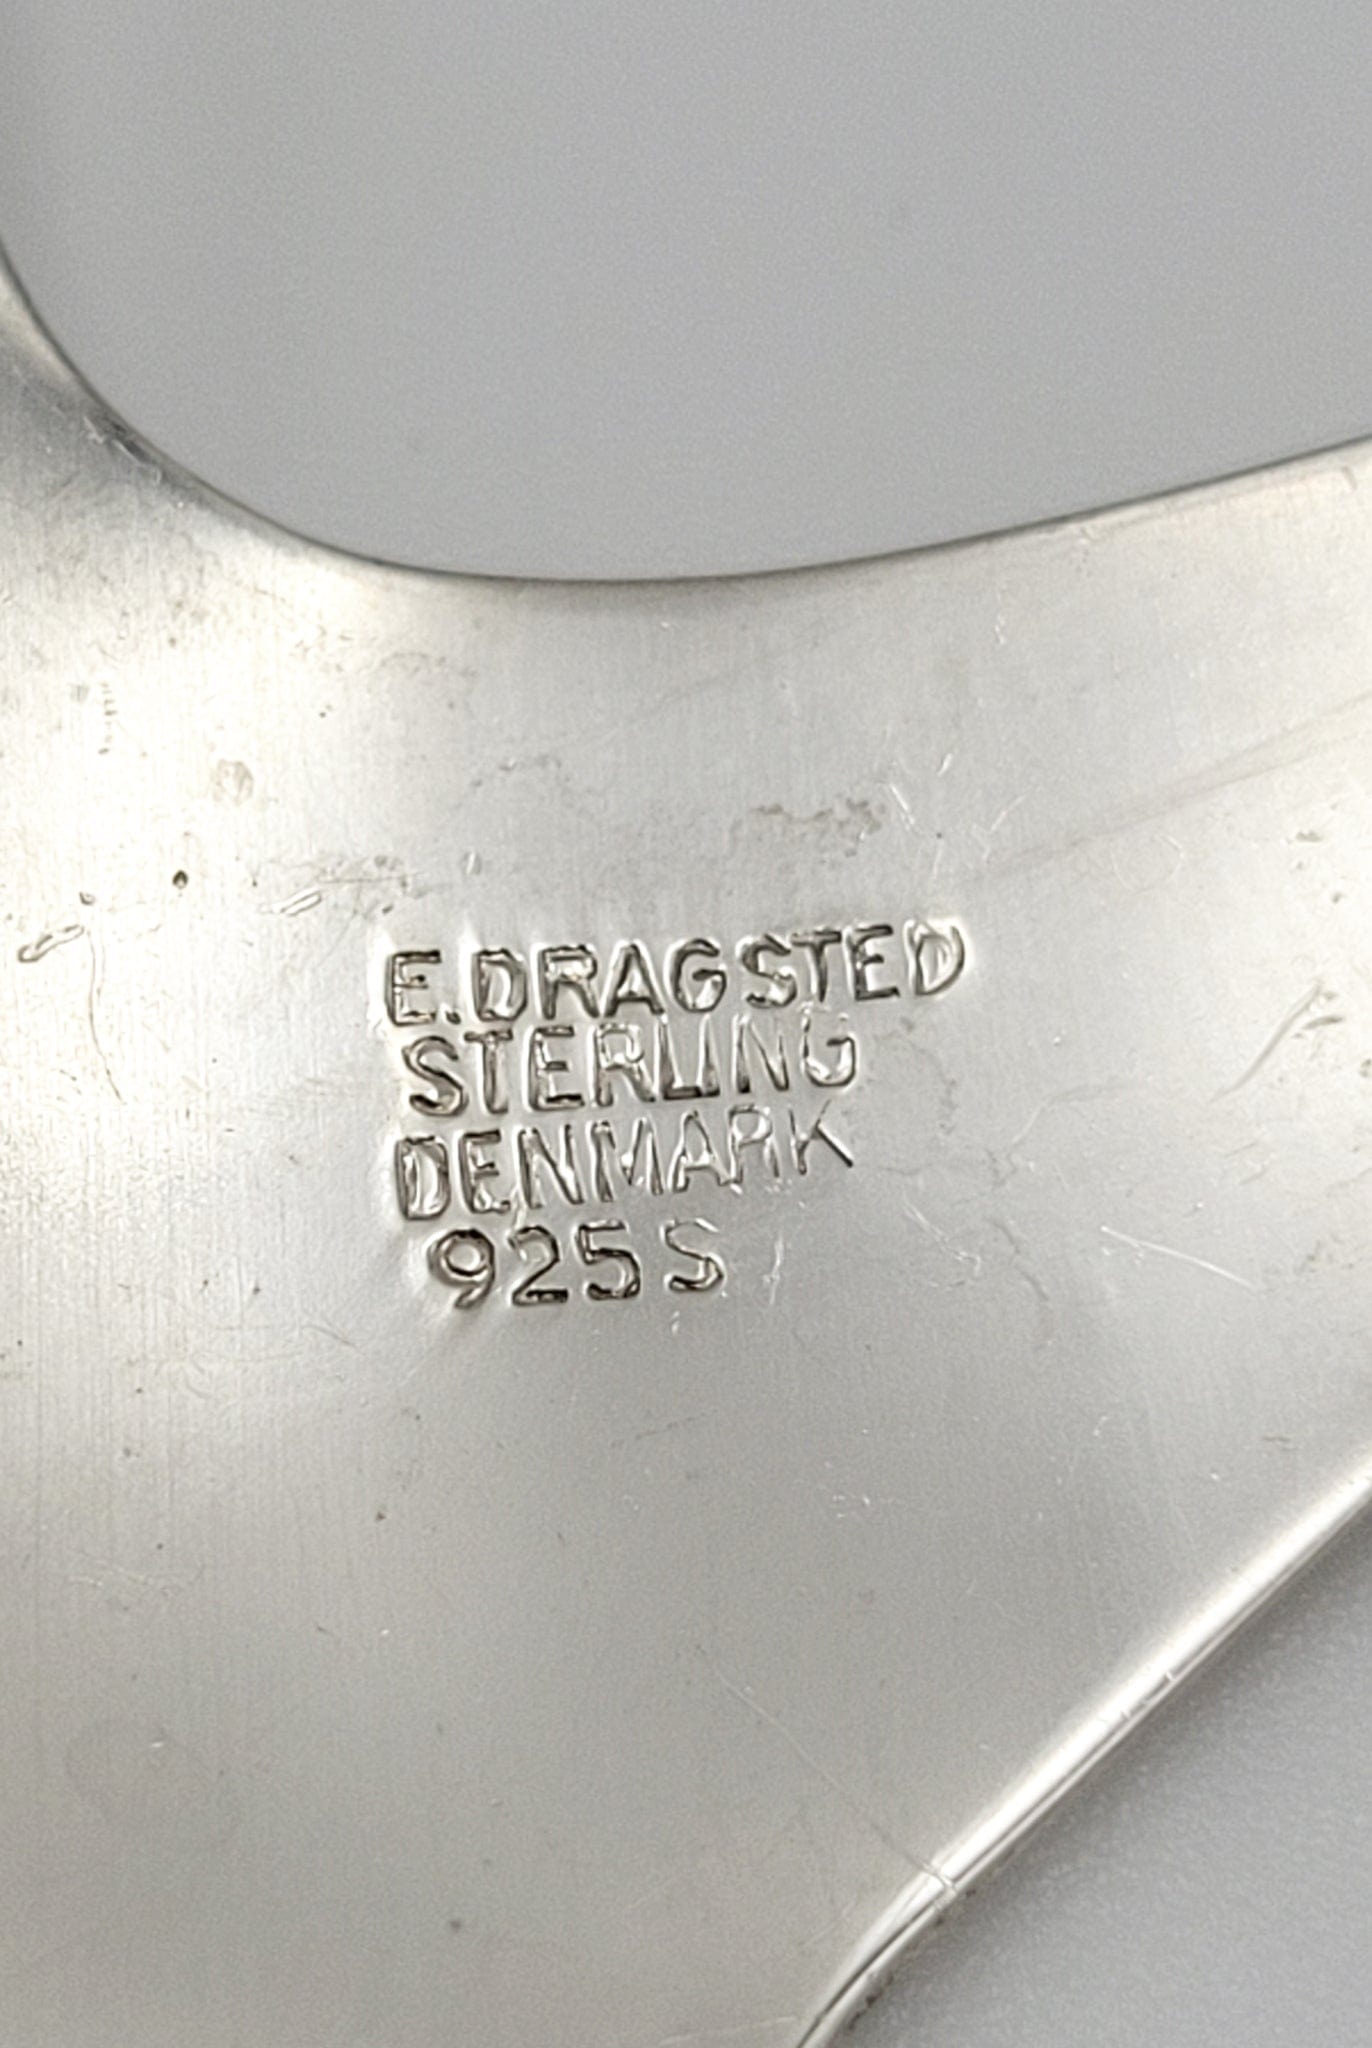 E.DRAGSTED
STERLING
DENMARK
925S